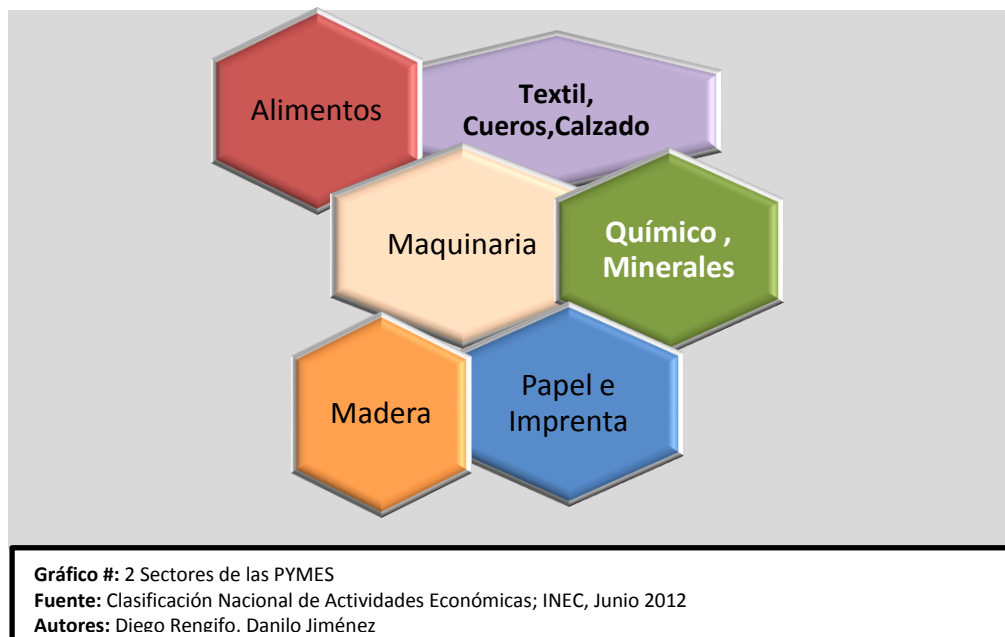 Alimentos
Textil,
Cueros,Calzado
Maquinaria
Químico ,
Minerales
Madera
Papel e
Imprenta
Gráfico #: 2 Sectores de las PYMES
Fuente: Clasificación Nacional de Actividades Económicas; INEC, Junio 2012
Autores: Diego Rengifo, Danilo Jiménez